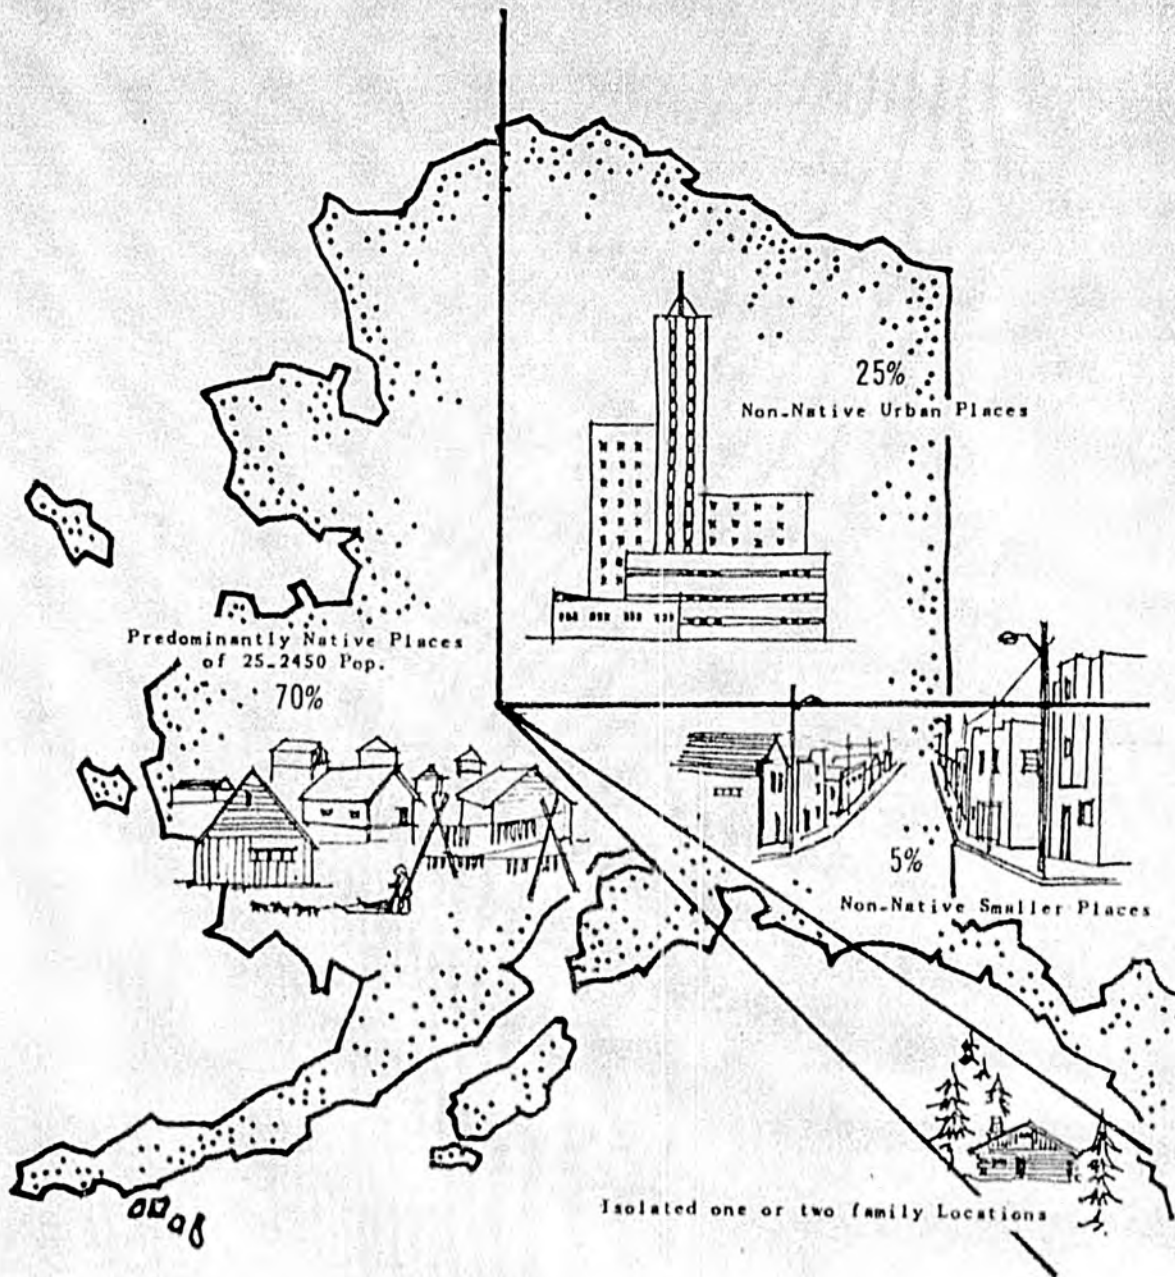 25%
Non-Native Urban Places
Predominantly Native Places
of 25-2450 Pop.
70%
5%
Non-Native Smaller Places
Isolated one or two family Locations